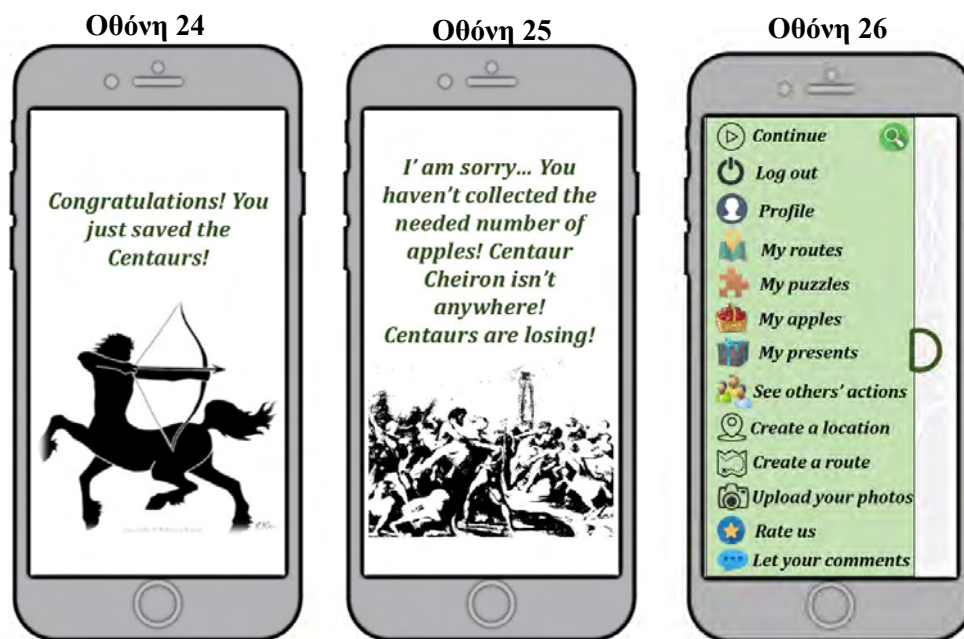 Οθόνη 24
Congratulations! You
just saved the
Centaurs!
Οθόνη 25
I' am sorry... You
haven't collected the
needed number of
apples! Centaur
Cheiron isn't
anywhere!
Centaurs are losing!
Οθόνη 26
Continue
Log out
Profile
My routes
My puzzles
My apples
My presents
See others' actions
Create a location
Create a route
Upload your photos
Rate us
Let your comments